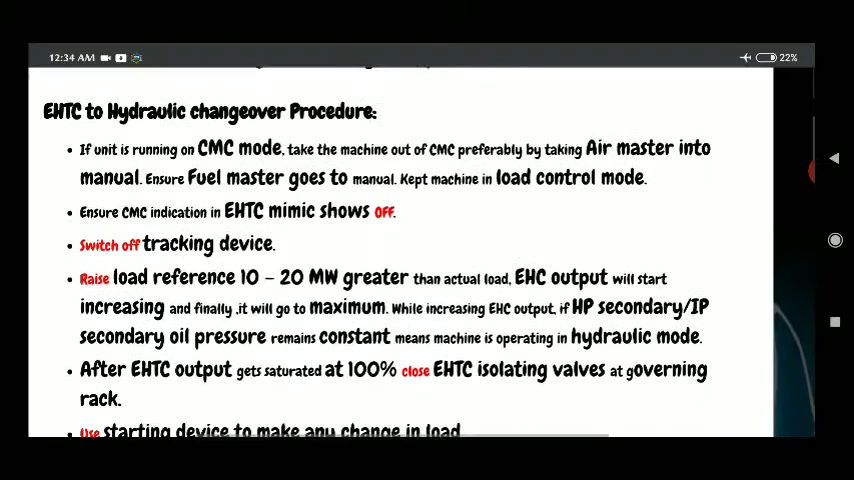 12:34 AM
22%
EHTC to Hydraulic changeover Procedure:
• If unit is running on CMC mode, take the machine out of CMC preferably by taking Air master into
manual. Ensure Fuel master goes to manual. Kept machine in load control mode.
• Ensure CMC indication in EHTC mimic shows OFF.
• Switch off tracking device.
• Raise load reference 10 – 20 MW greater than actual load, EHC output will start
increasing and finally ,it will go to maximum. While increasing EHC output, if HP secondary/IP
secondary oil pressure remains constant means machine is operating in hydraulic mode.
• After EHTC output gets saturated at 100% close EHTC isolating valves at governing
rack.
• Use starting device to make any change in load